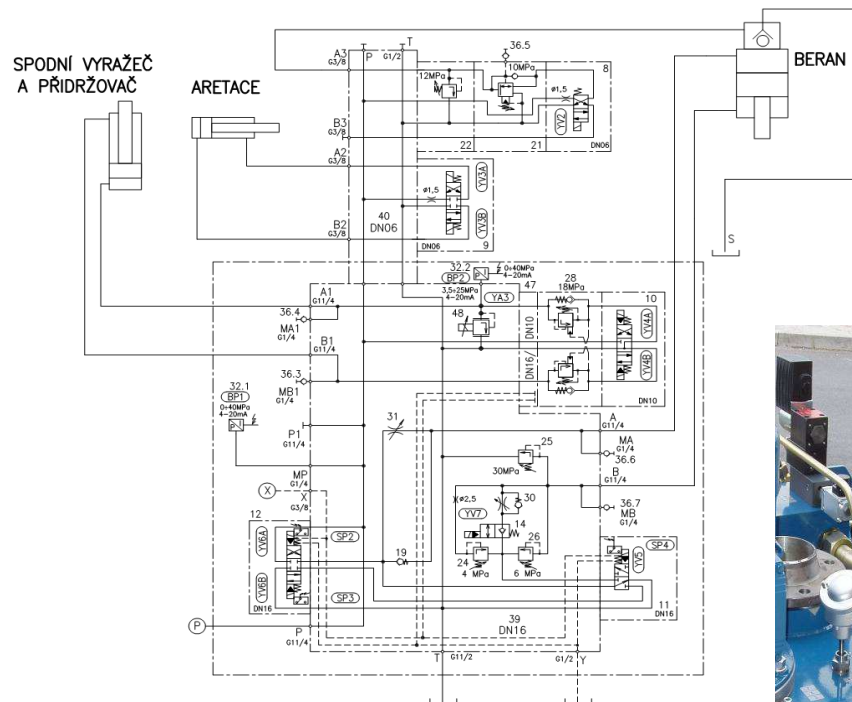 SPODNÍ VYRAŽEČ
A PŘIDRŽOVAČ
ARETACE
BERAN
A3
G3/8
P
G1/2
T
12MPa
36.5
10MPa
8
ø1,5
YV2
B3
G3/8
22
21
DN06
A2
G3/8
YV3A
ø1,5
40
DN06
YV3B
B2
G3/8
DN06
9
S
32.2
BP2
0÷40MPa
4-20mA
3,5÷25MPa
4-20mA
47
28
18MPa
A1
G11/4
YA3
10
36.4
MA1
G1/4
48
DN10
YV4A
B1
G11/4
DN16/
YV4B
36.3
MB1
G1/4
DN10
32.1
BP1
0÷40MPa
4-20mA
31
A
G11/4
P1
G11/4
25
MA
G1/4
36.6
30MPa
B
G11/4
MP
G1/4
X
X
G3/8
ø2,5
30
YV7
36.7
MB
G1/4
12
14
SP2
YV6A
26
SP4
19
24
YV5
4 MPa
6 MPa
YV6B
SP3
DN16
11
DN16
P
P
G11/4
39
DN16
T
G11/2
G1/2
Y